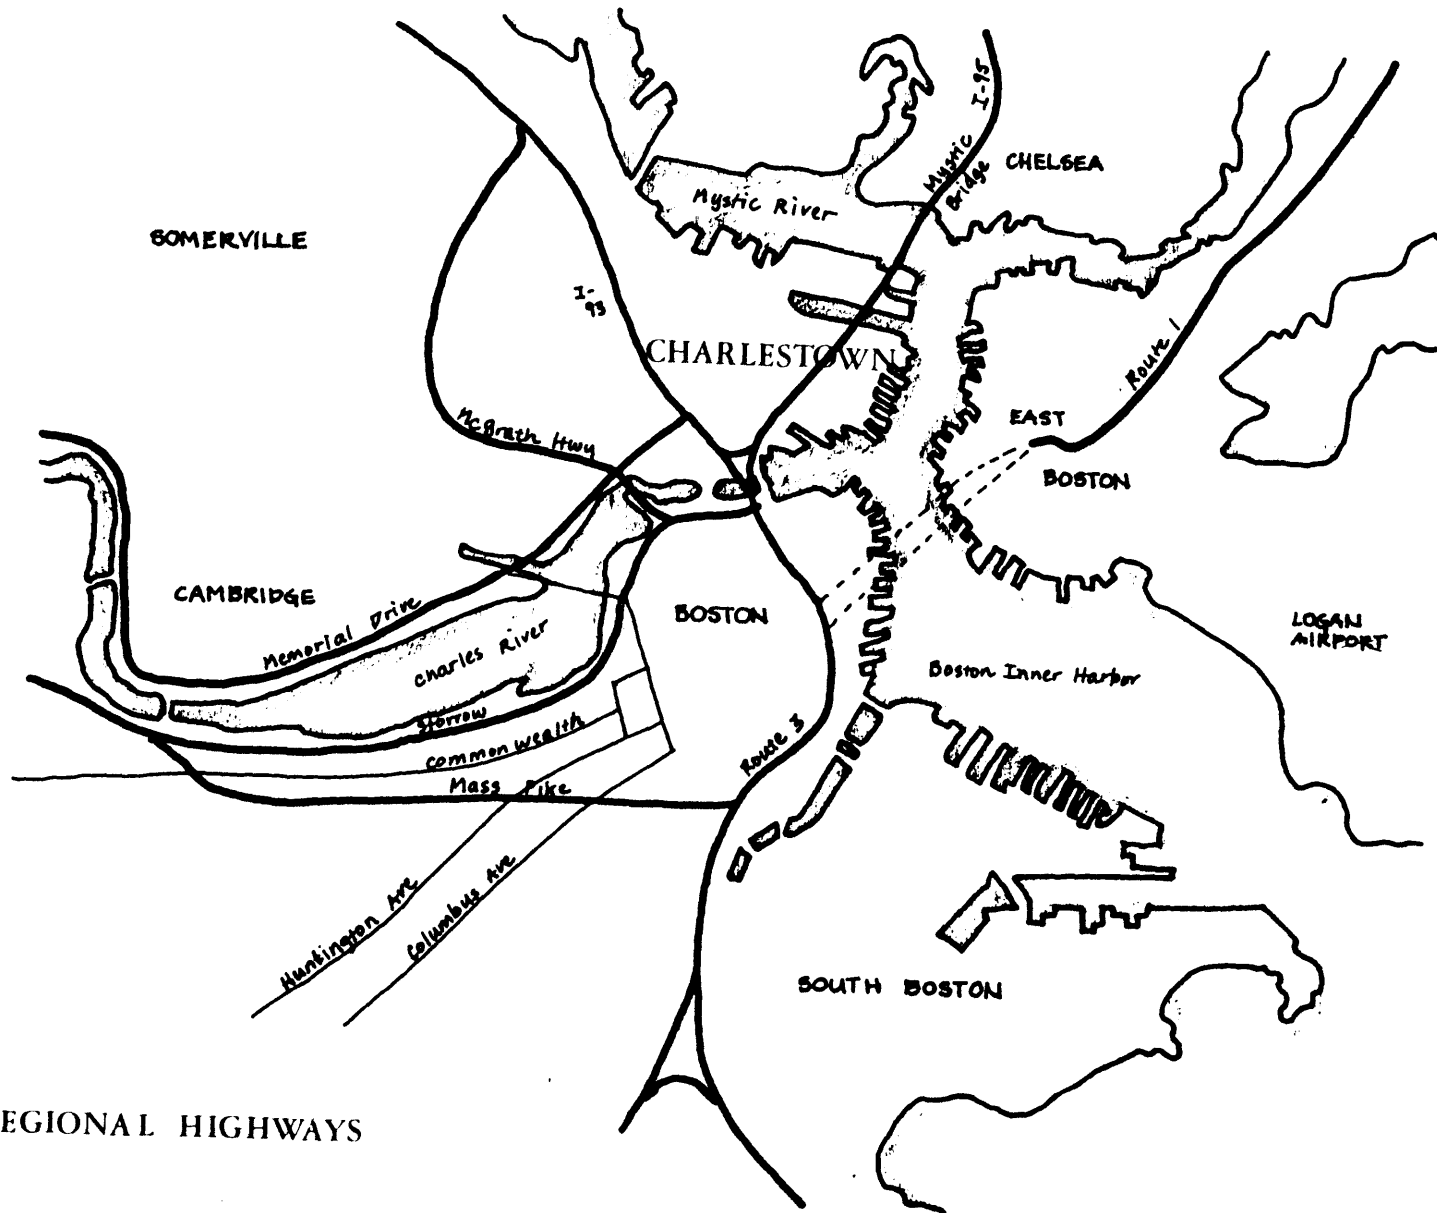 I-95
Mystic
Bridge
CHELSEA
Mystic River
SOMERVILLE
I-
93
CHARLESTOWN
Route 1
McGrath Hwy
EAST
BOSTON
CAMBRIDGE
Memorial Drive
BOSTON
LOGAN
AIRPORT
Charles River
Boston Inner Harbor
Storrow
Commonwealth
Route 3
Mass Pike
Huntington Ave
Columbus Ave
SOUTH BOSTON
EGIONAL HIGHWAYS